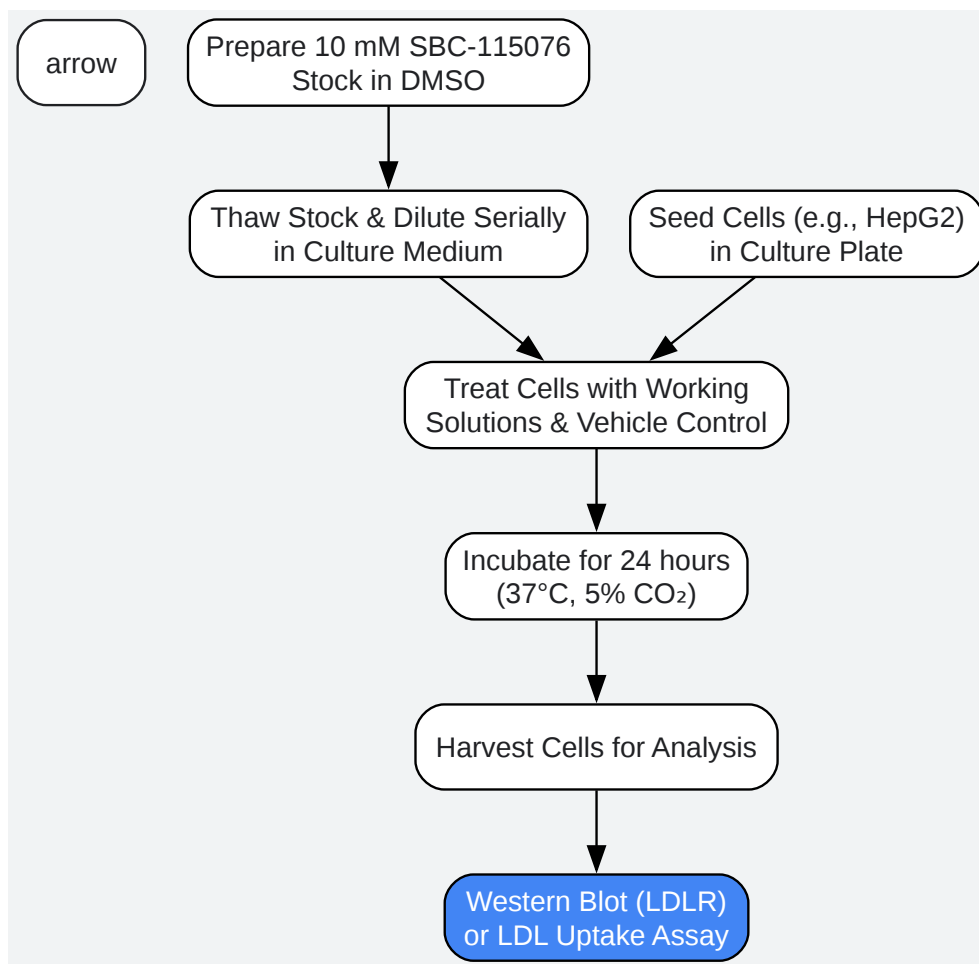 arrow
Prepare 10 mM SBC-115076
Stock in DMSO
Thaw Stock & Dilute Serially
in Culture Medium
Seed Cells (e.g., HepG2)
in Culture Plate
Treat Cells with Working
Solutions & Vehicle Control
Incubate for 24 hours
(37°C, 5% CO₂)
Harvest Cells for Analysis
Western Blot (LDLR)
or LDL Uptake Assay